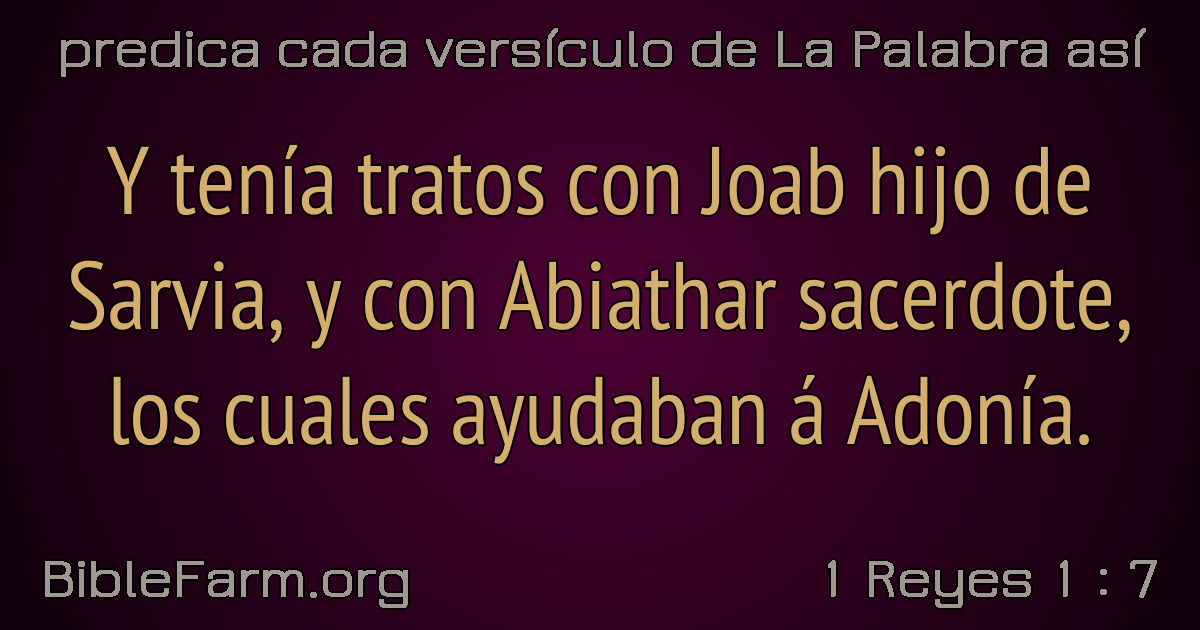 predica cada versículo de La Palabra así
Y tenía tratos con Joab hijo de
Sarvia, y con Abiathar sacerdote,
los cuales ayudaban á Adonía.
BibleFarm.org
1 Reyes 1 : 7